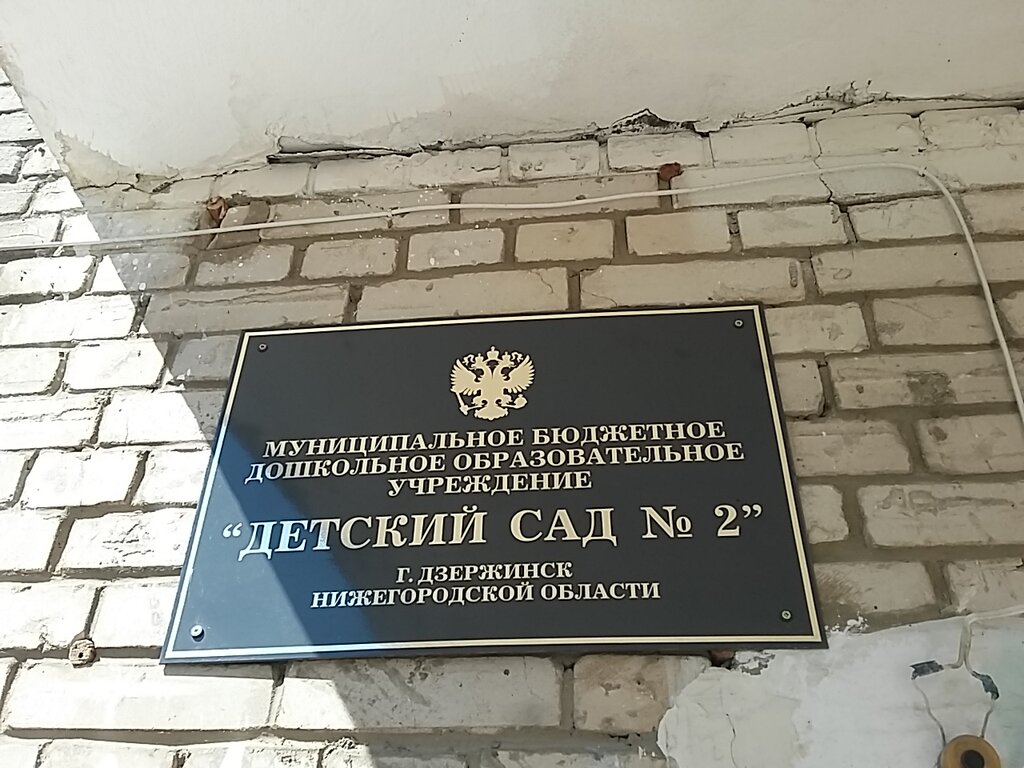 МУНИЦИПАЛЬНОЕ БЮДЖЕТНОЕ
ДОШКОЛЬНОЕ ОБРАЗОВАТЕЛЬНОЕ
УЧРЕЖДЕНИЕ
“ДЕТСКИЙ САД № 2”
Г. ДЗЕРЖИНСК
НИЖЕГОРОДСКОЙ ОБЛАСТИ